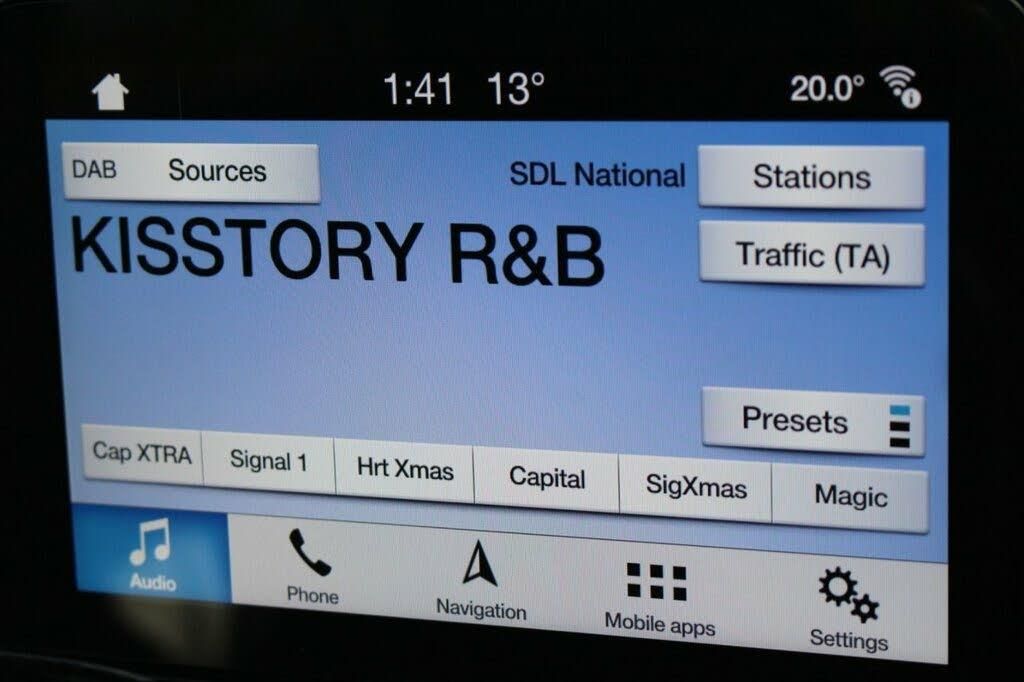 1:41 13° 20.0°
DAB Sources SDL National Stations
KISSTORY R&B
Traffic (TA)
Presets
Cap XTRA Signal 1 Hrt Xmas Capital SigXmas Magic
Audio Phone Navigation Mobile apps Settings